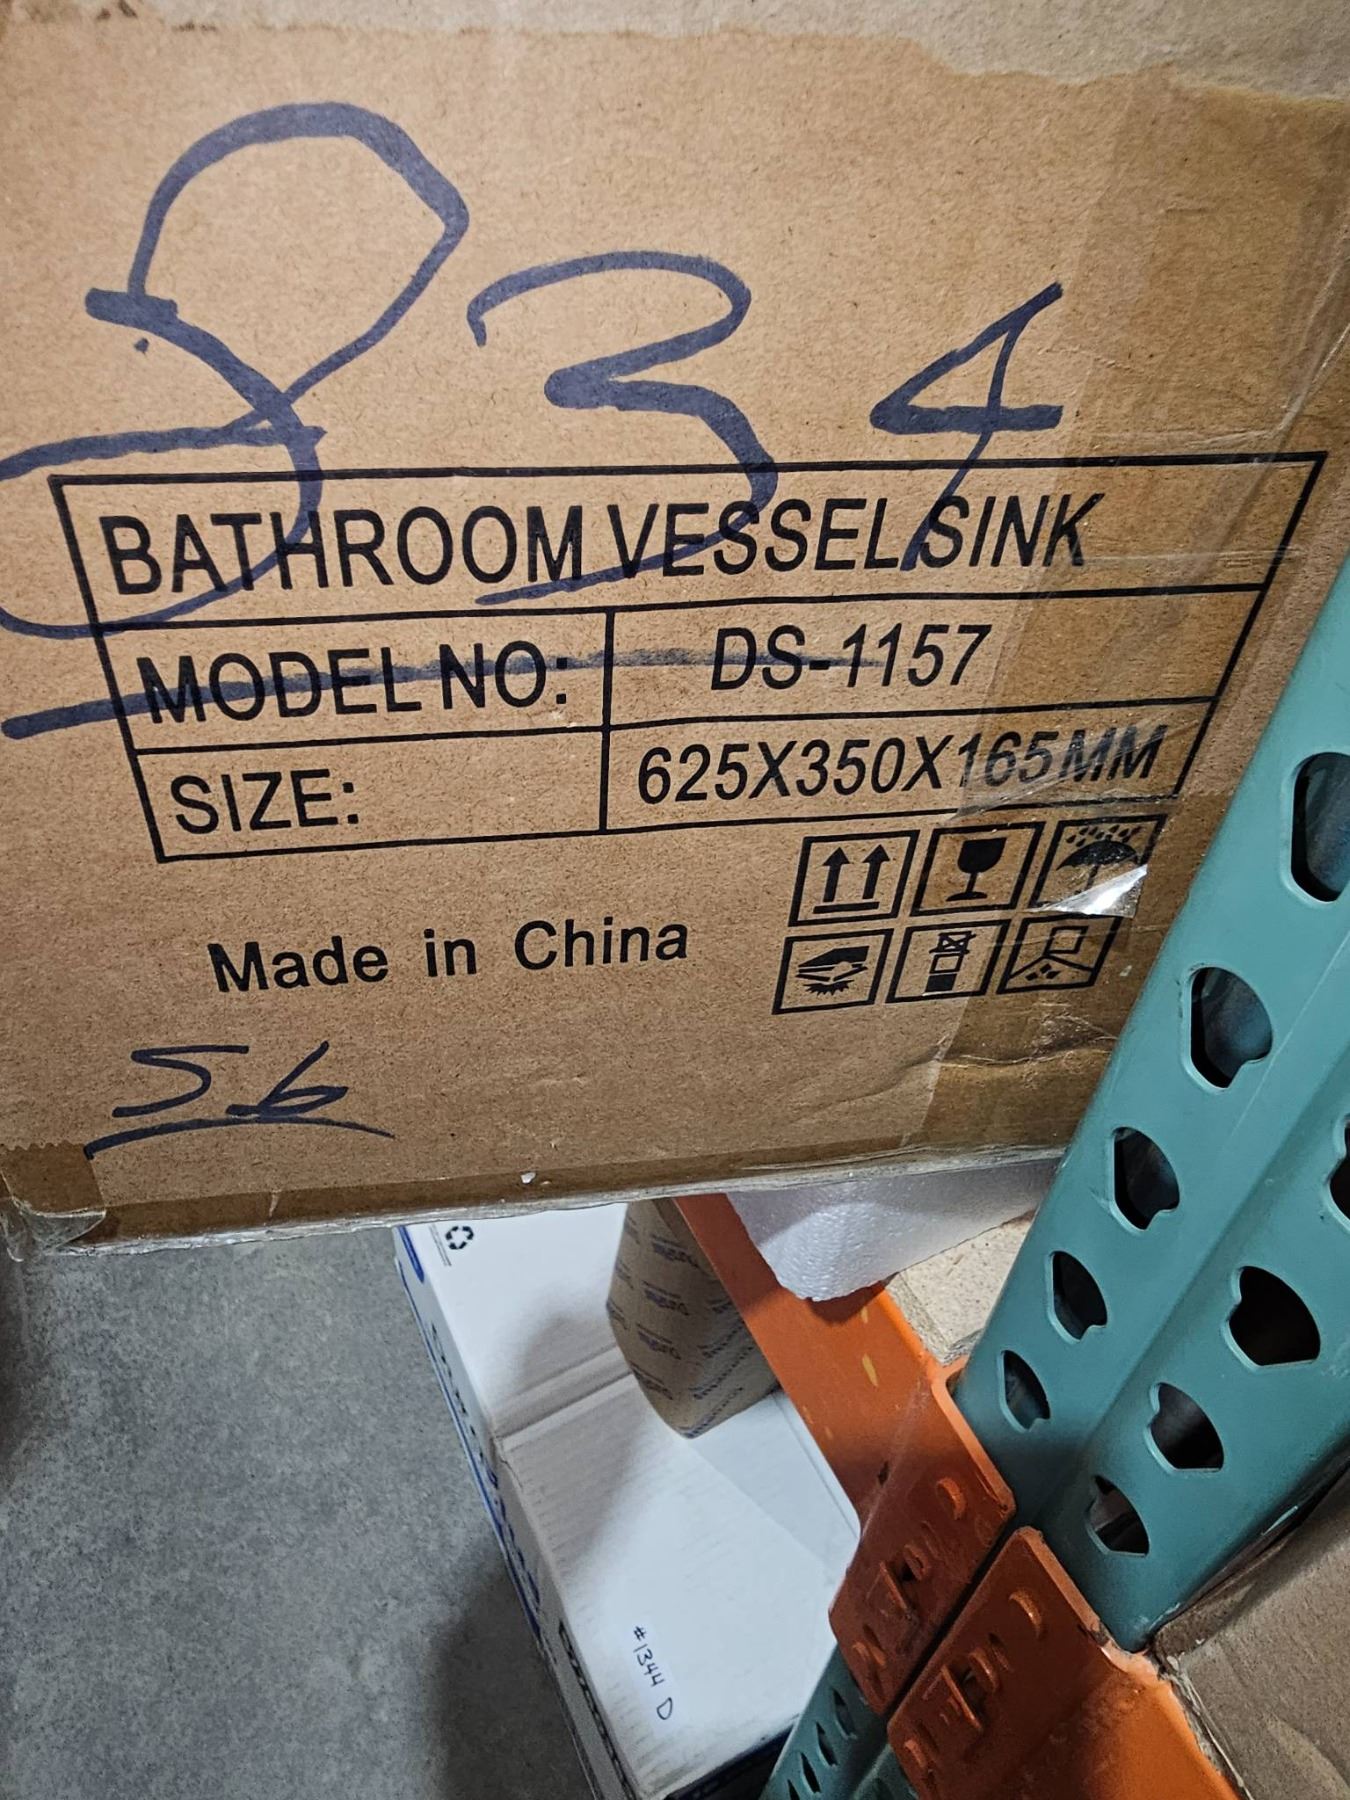 834
BATHROOM VESSEL SINK
MODEL NO: DS-1157
SIZE: 625X350X165MM
Made in China
56
#1344 D